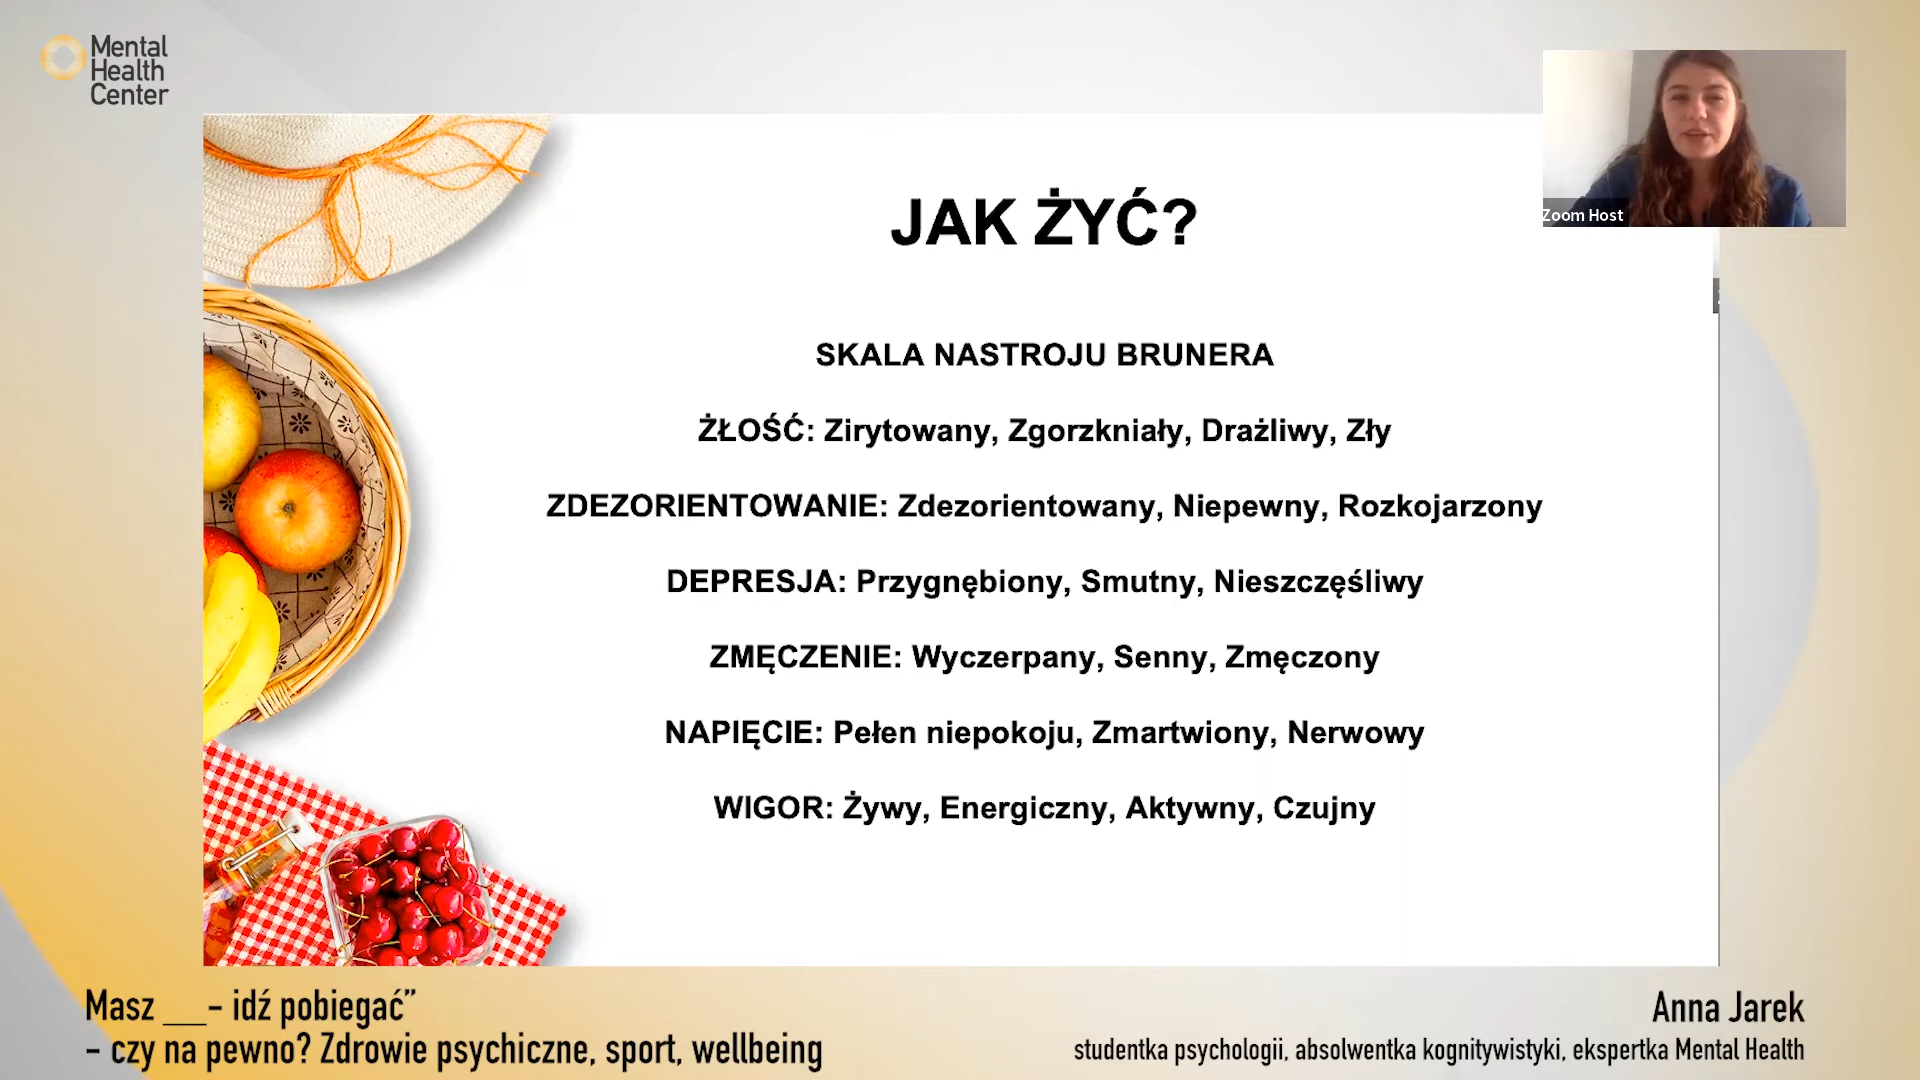 Mental
Health
Center
Zoom Host
JAK ŻYĆ?
SKALA NASTROJU BRUNERA
ŻŁOŚĆ: Zirytowany, Zgorzkniały, Drażliwy, Zły
ZDEZORIENTOWANIE: Zdezorientowany, Niepewny, Rozkojarzony
DEPRESJA: Przygnębiony, Smutny, Nieszczęśliwy
ZMĘCZENIE: Wyczerpany, Senny, Zmęczony
NAPIĘCIE: Pełen niepokoju, Zmartwiony, Nerwowy
WIGOR: Żywy, Energiczny, Aktywny, Czujny
Masz __- idź pobiegać”
- czy na pewno? Zdrowie psychiczne, sport, wellbeing
Anna Jarek
studentka psychologii, absolwentka kognitywistyki, ekspertka Mental Health